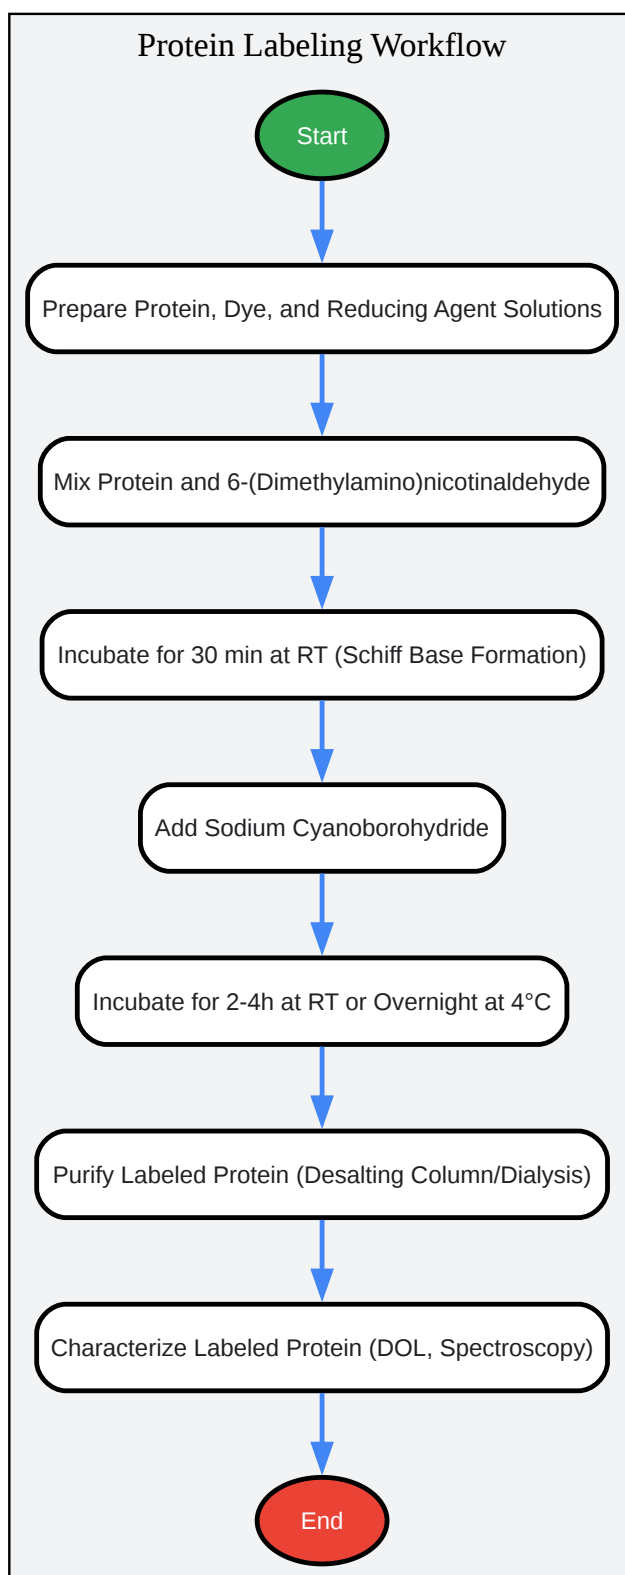 Protein Labeling Workflow
Start
Prepare Protein, Dye, and Reducing Agent Solutions
Mix Protein and 6-(Dimethylamino)nicotinaldehyde
Incubate for 30 min at RT (Schiff Base Formation)
Add Sodium Cyanoborohydride
Incubate for 2-4h at RT or Overnight at 4°C
Purify Labeled Protein (Desalting Column/Dialysis)
Characterize Labeled Protein (DOL, Spectroscopy)
End